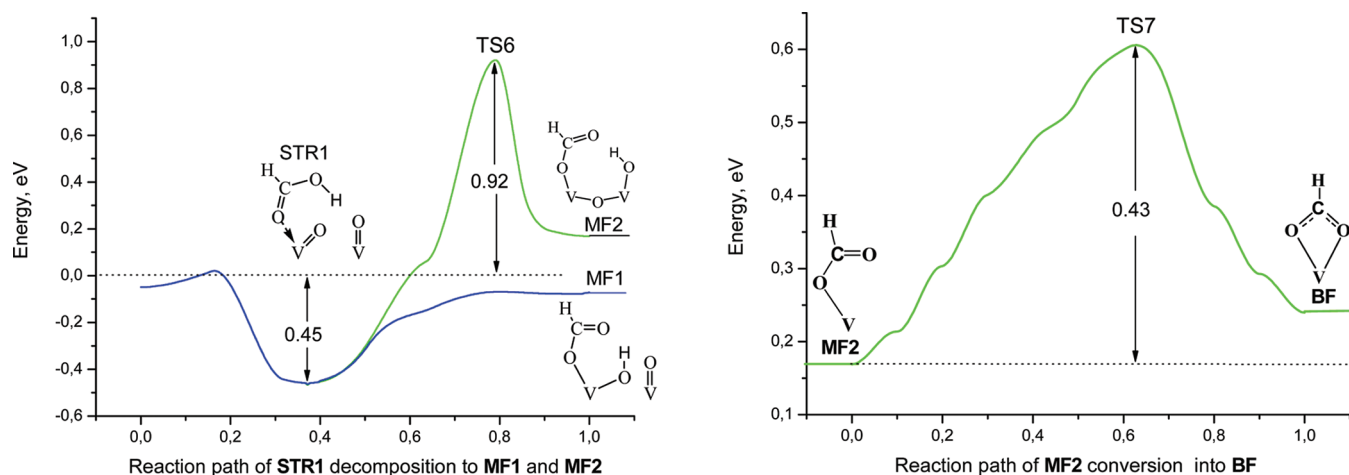 Energy, eV
1,0
0,8
0,6
0,4
0,2
0,0
-0,2
-0,4
-0,6
0,0
0,2
0,4
0,6
0,8
1,0
TS6
0.92
0.45
STR1
H
C
O
H
O
O
O
V
V
H
C
O
H
O
O
V
O
V
MF2
MF1
H
C
O
H
O
O
O
V
V
Reaction path of STR1 decomposition to MF1 and MF2
Energy, eV
0,6
0,5
0,4
0,3
0,2
0,1
0,0
0,2
0,4
0,6
0,8
1,0
TS7
0.43
H
C
O
O
V
MF2
H
C
O
O
V
BF
Reaction path of MF2 conversion into BF